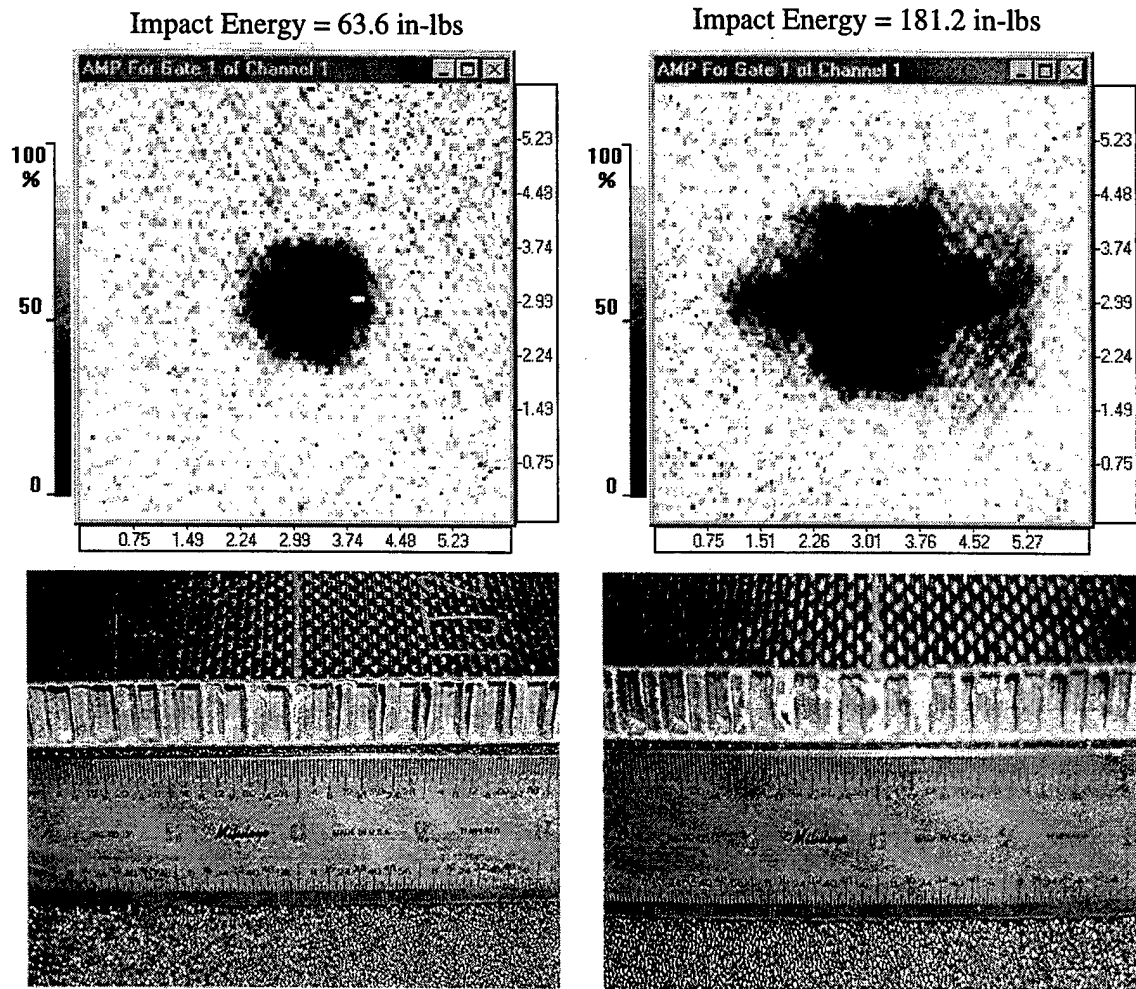 Impact Energy = 63.6 in-lbs
Impact Energy = 181.2 in-lbs
AMP For Gate 1 of Channel 1
AMP For Gate 1 of Channel 1
100
%
50
0
5.23
4.48
3.74
2.93
2.24
1.49
0.75
0.75 1.49 2.24 2.99 3.74 4.48 5.23
100
%
50
0
5.23
4.48
3.74
2.99
2.24
1.49
0.75
0.75 1.51 2.26 3.01 3.76 4.52 5.27
Mitutoyo
Mitutoyo